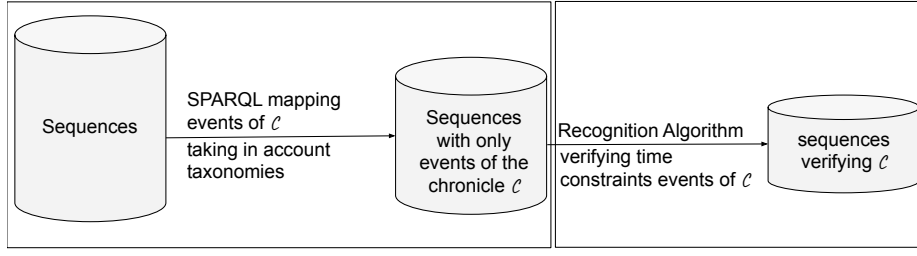 Sequences
SPARQL mapping
events of 𝒞
taking in account
taxonomies
Sequences
with only
events of the
chronicle 𝒞
Recognition Algorithm
verifying time
constraints events of 𝒞
sequences
verifying 𝒞